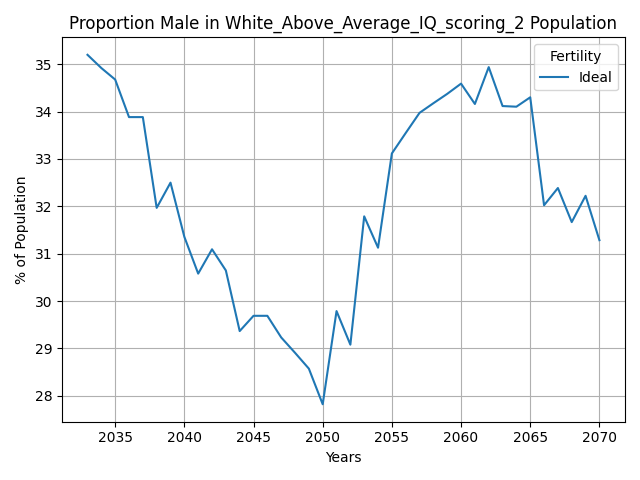 Proportion Male in White_Above_Average_IQ_scoring_2 Population
Fertility
Ideal
% of Population
35
34
33
32
31
30
29
28
2035 2040 2045 2050 2055 2060 2065 2070
Years